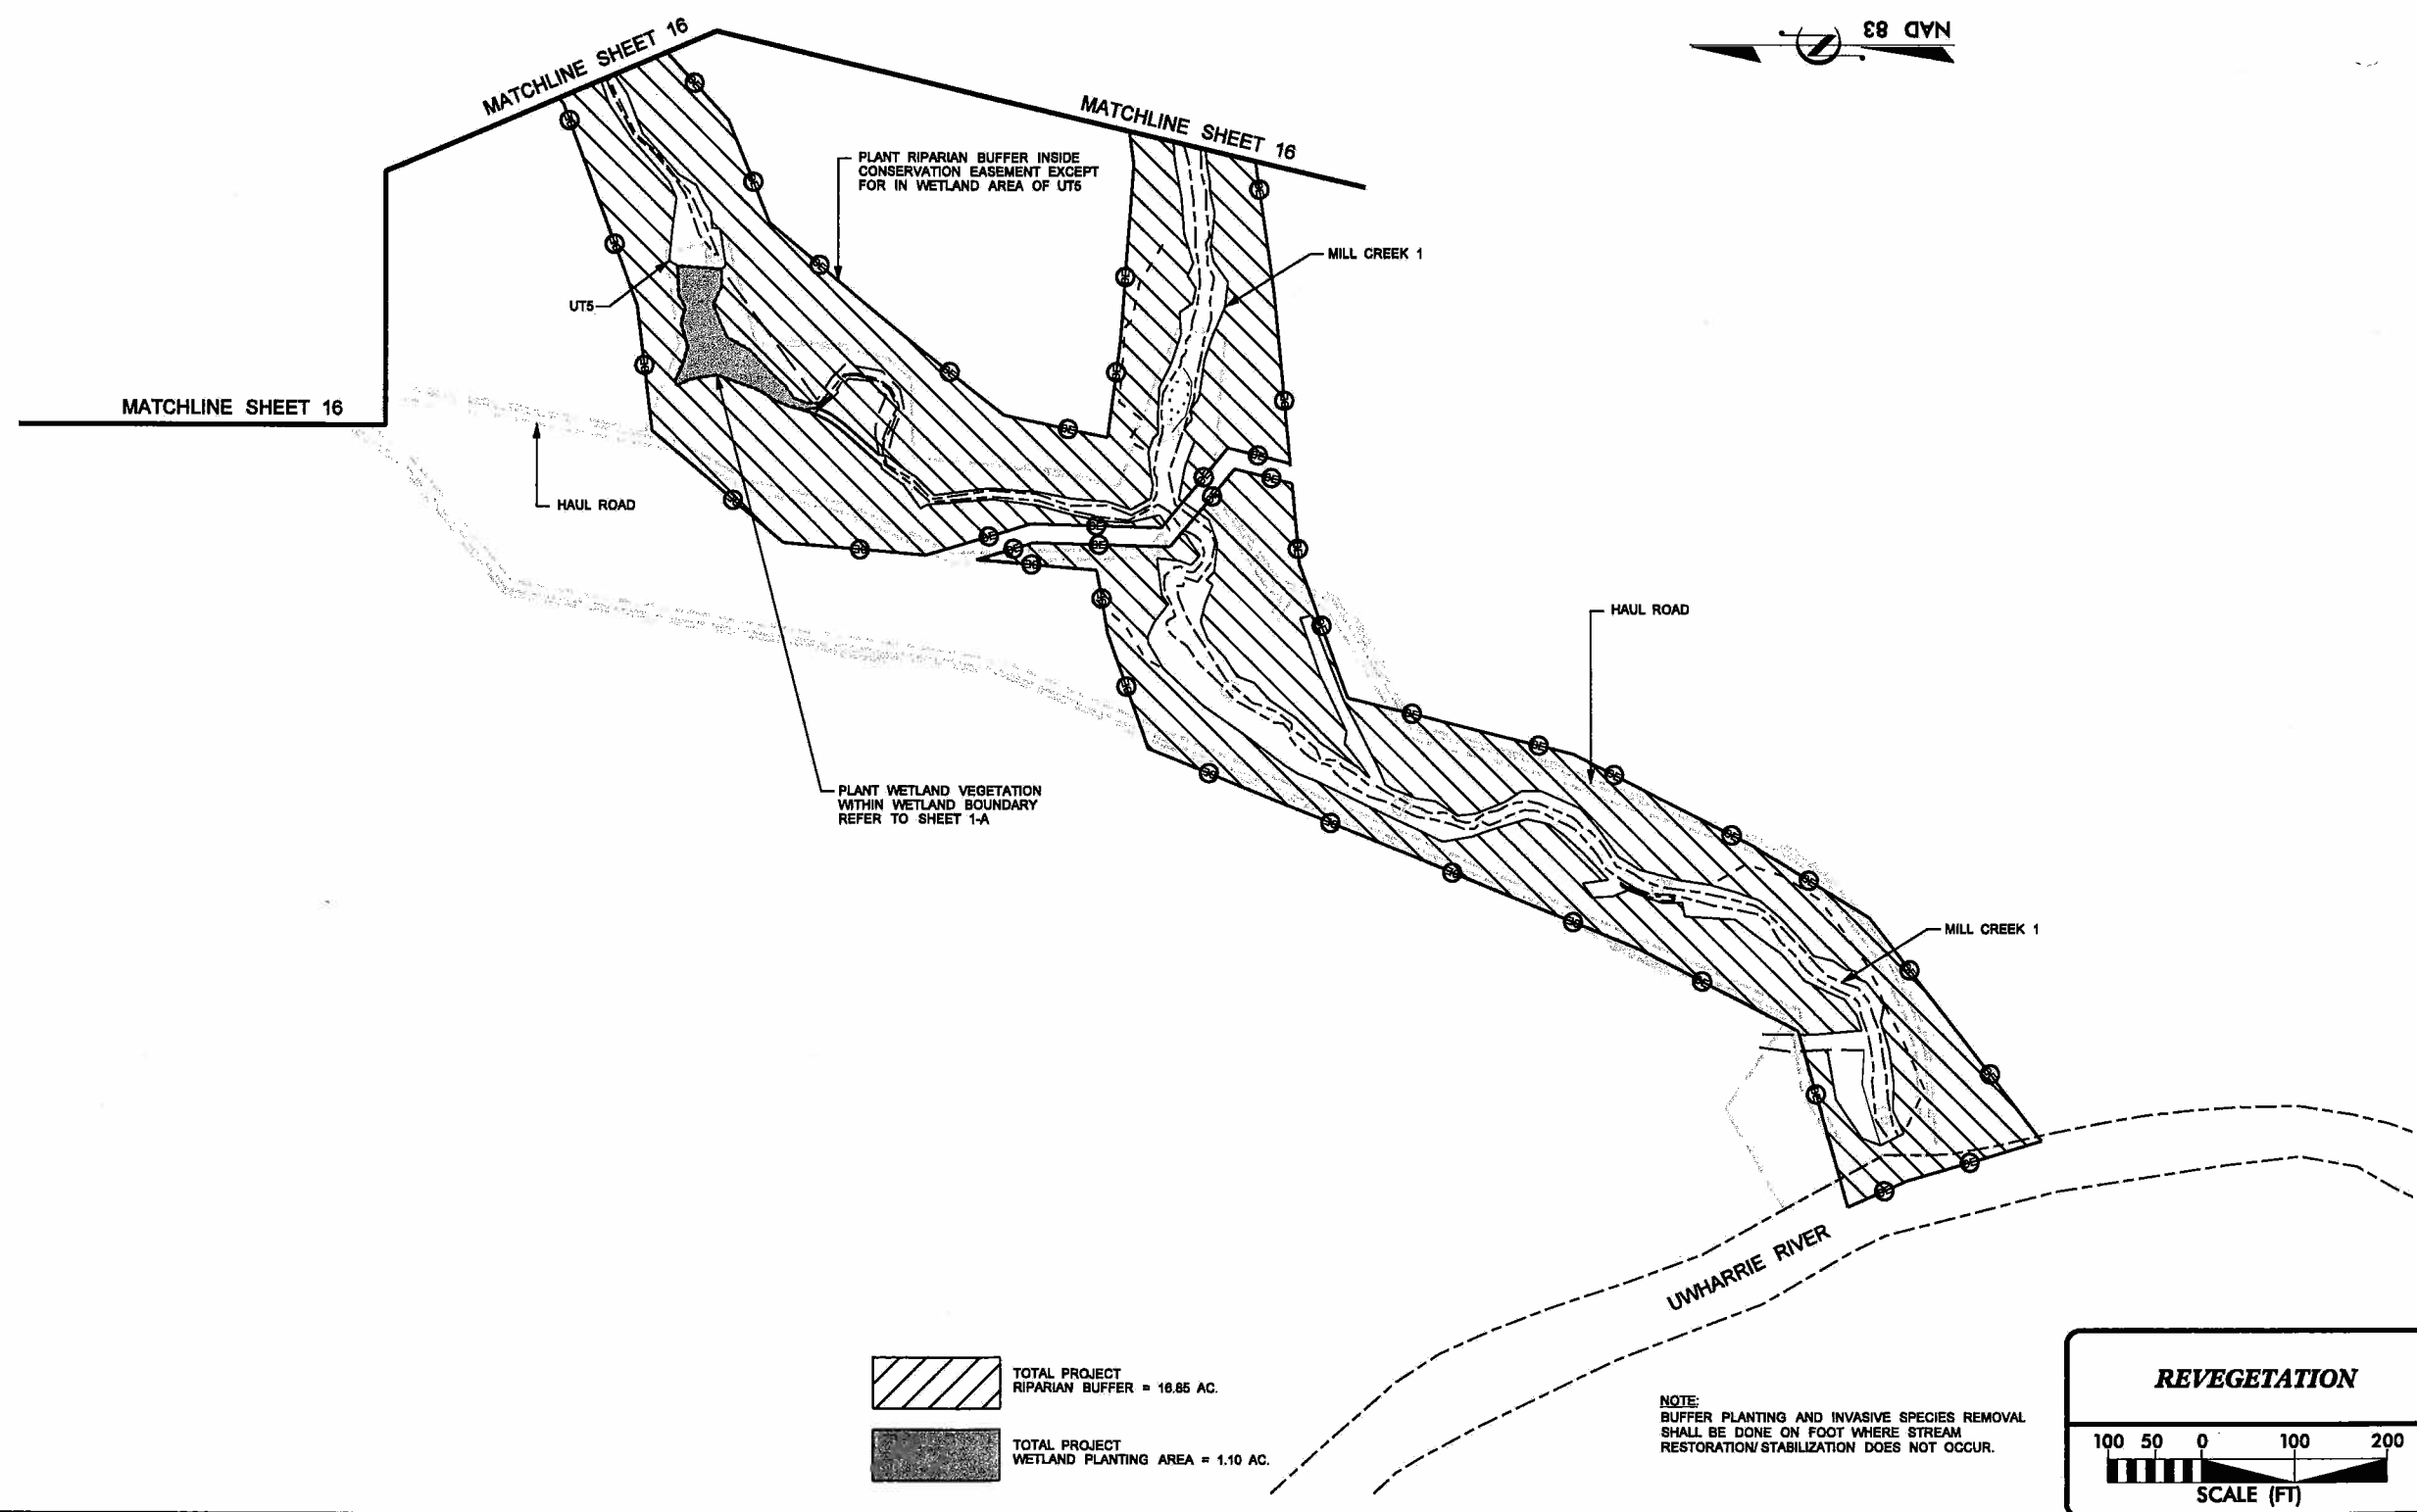 NAD 83
MATCHLINE SHEET 16
MATCHLINE SHEET 16
PLANT RIPARIAN BUFFER INSIDE
CONSERVATION EASEMENT EXCEPT
FOR IN WETLAND AREA OF UT5
MILL CREEK 1
UT5
MATCHLINE SHEET 16
HAUL ROAD
HAUL ROAD
PLANT WETLAND VEGETATION
WITHIN WETLAND BOUNDARY
REFER TO SHEET 1-A
MILL CREEK 1
UWHARRIE RIVER
TOTAL PROJECT
RIPARIAN BUFFER = 16.85 AC.
TOTAL PROJECT
WETLAND PLANTING AREA = 1.10 AC.
NOTE:
BUFFER PLANTING AND INVASIVE SPECIES REMOVAL
SHALL BE DONE ON FOOT WHERE STREAM
RESTORATION/STABILIZATION DOES NOT OCCUR.
REVEGETATION
100 50 0 100 200
SCALE (FT)